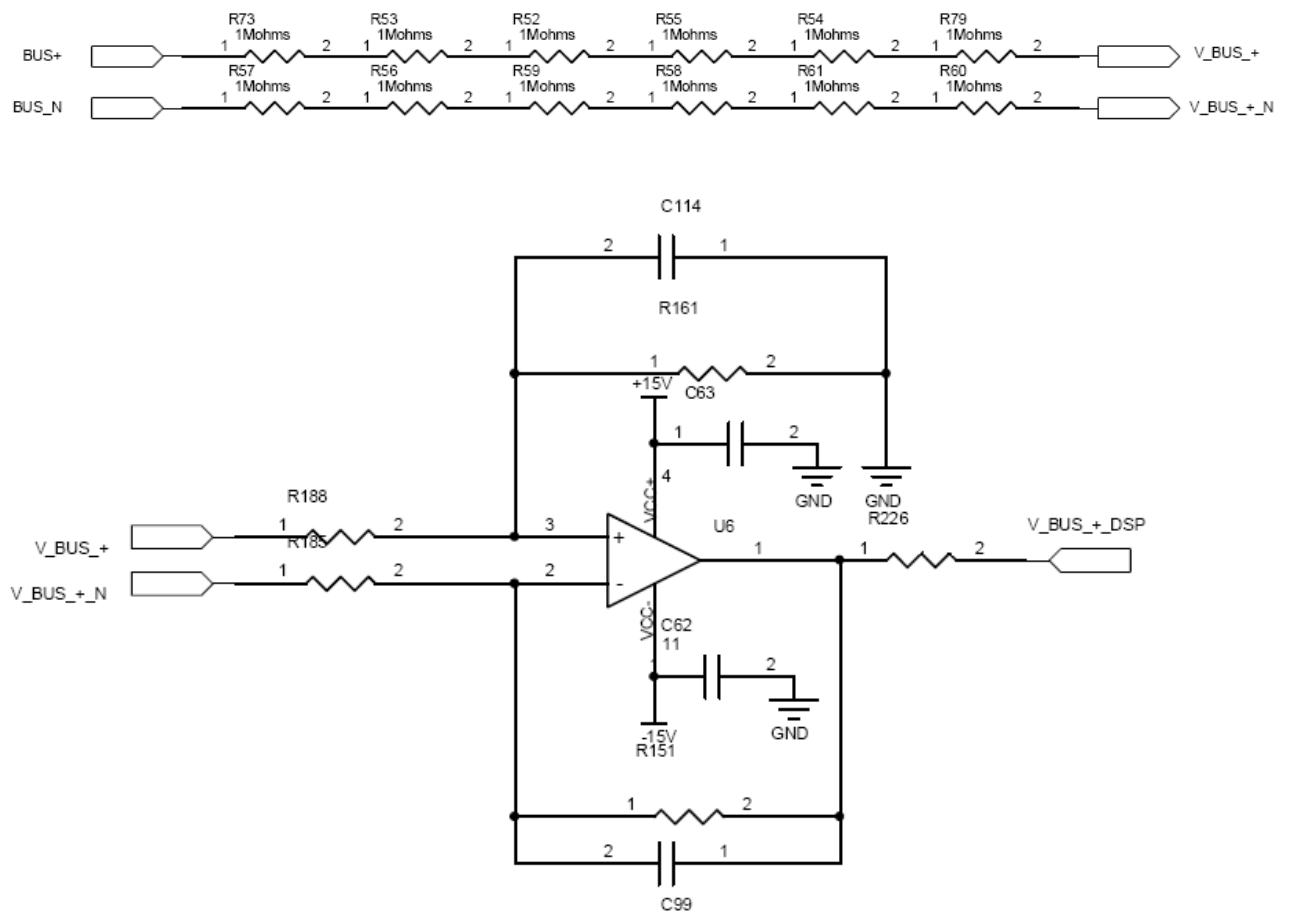 R73 R53 R52 R55 R54 R79
1Mohms 1Mohms 1Mohms 1Mohms 1Mohms 1Mohms
BUS+ 1 2 1 2 1 2 1 2 1 2 1 2 V_BUS_+
R57 R56 R59 R58 R61 R60
1Mohms 1Mohms 1Mohms 1Mohms 1Mohms 1Mohms
BUS_N 1 2 1 2 1 2 1 2 1 2 1 2 V_BUS_+_N
C114
2 1
R161
1 2
+15V C63
1 2
4
VCC+
GND GND
R188 R226
U6 V_BUS_+_DSP
1 2 3 +
V_BUS_+ R185
1 1 2
V_BUS_+_N 1 2 2 -
VCC- C62
11
2
GND
-15V
R151
1 2
2 1
C99